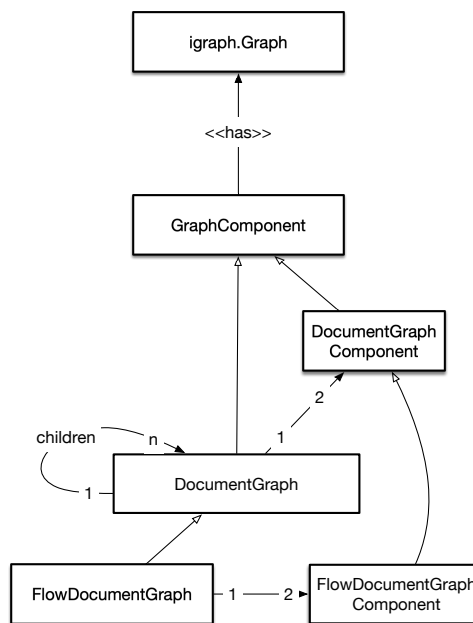 igraph.Graph
<<has>>
GraphComponent
DocumentGraph
Component
2
1
children
n
1
DocumentGraph
FlowDocumentGraph
1
2
FlowDocumentGraph
Component